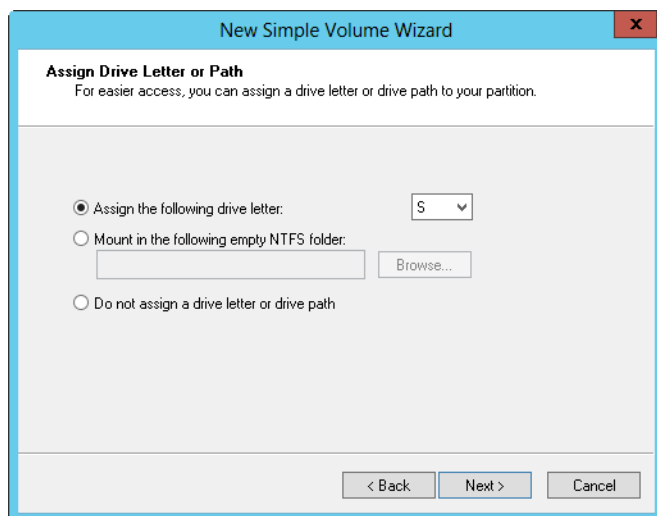 New Simple Volume Wizard
x
Assign Drive Letter or Path
For easier access, you can assign a drive letter or drive path to your partition.
Assign the following drive letter: S
Mount in the following empty NTFS folder:
Browse...
Do not assign a drive letter or drive path
< Back Next > Cancel